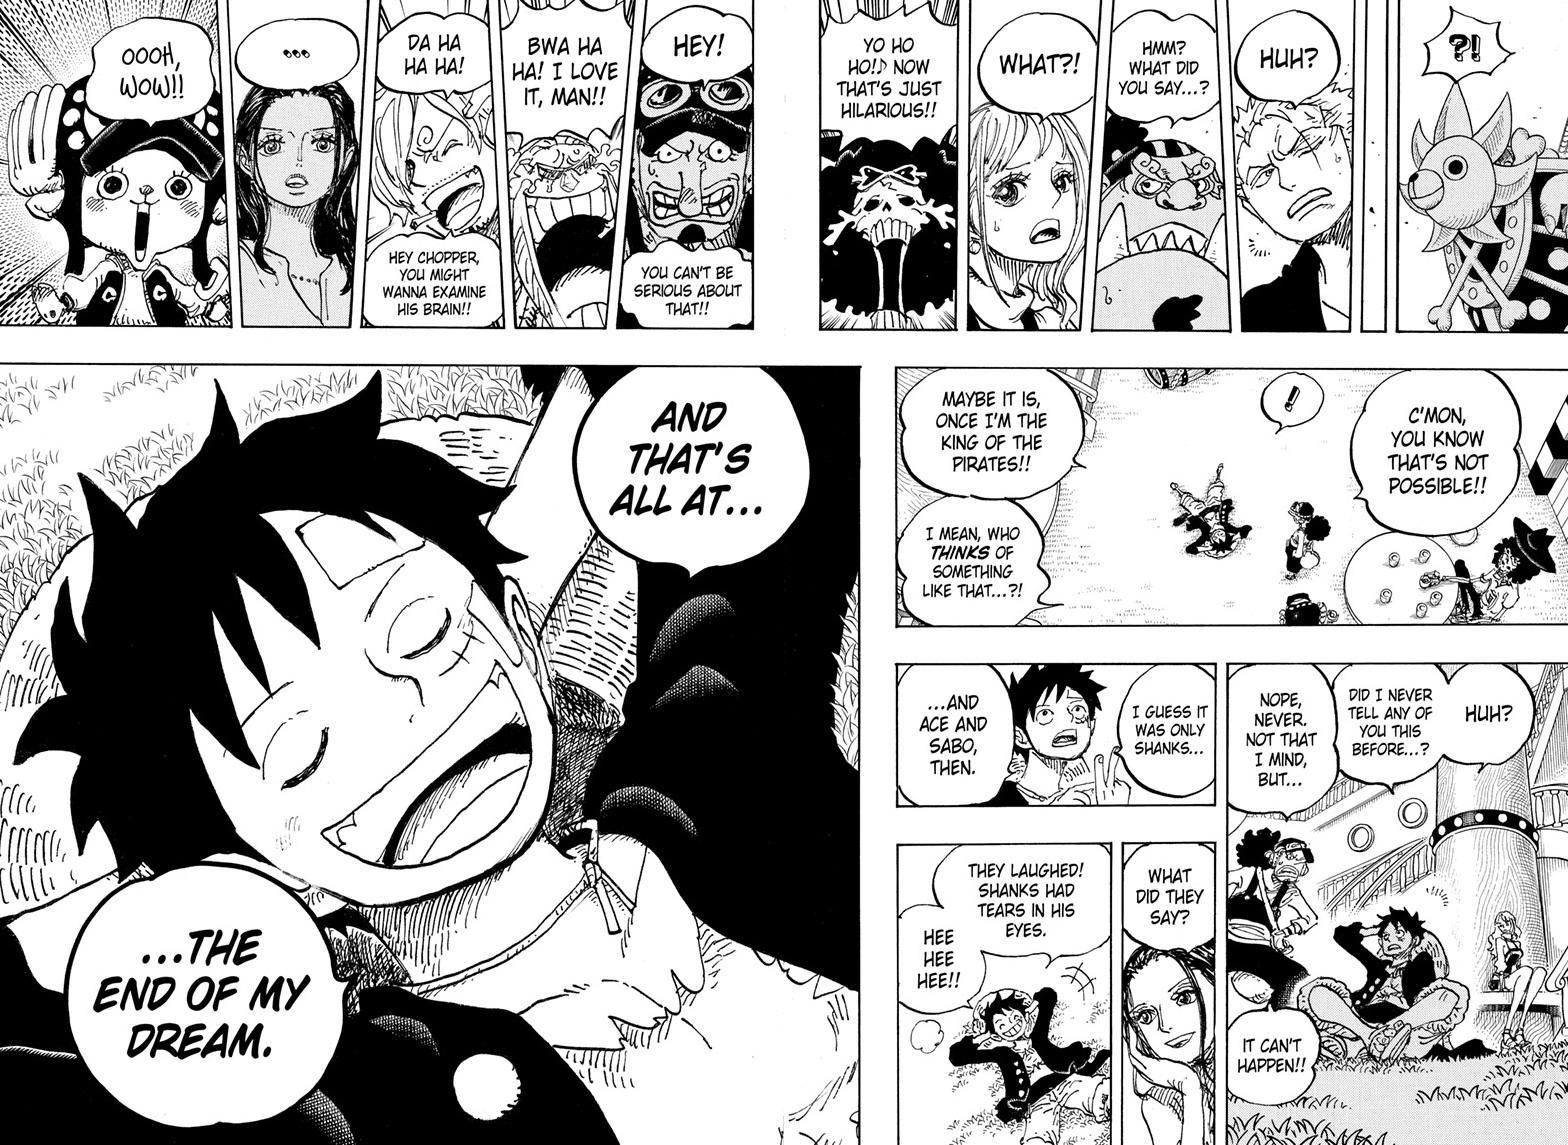 ?!
HUH?
HMM?
WHAT DID
YOU SAY...?
WHAT?!
YO HO
HO!♪ NOW
THAT'S JUST
HILARIOUS!!
HEY!
YOU CAN'T BE
SERIOUS ABOUT
THAT!!
BWA HA
HA! I LOVE
IT, MAN!!
DA HA
HA HA!
HEY CHOPPER,
YOU MIGHT
WANNA EXAMINE
HIS BRAIN!!
...
OOOH,
WOW!!
C'MON,
YOU KNOW
THAT'S NOT
POSSIBLE!!
!
MAYBE IT IS,
ONCE I'M THE
KING OF THE
PIRATES!!
I MEAN, WHO
THINKS OF
SOMETHING
LIKE THAT...?!
HUH?
DID I NEVER
TELL ANY OF
YOU THIS
BEFORE...?
NOPE,
NEVER.
NOT THAT
I MIND,
BUT...
IT CAN'T
HAPPEN!!
I GUESS IT
WAS ONLY
SHANKS...
...AND
ACE AND
SABO,
THEN.
WHAT
DID THEY
SAY?
THEY LAUGHED!
SHANKS HAD
TEARS IN HIS
EYES.
HEE
HEE
HEE!!
AND
THAT'S
ALL AT...
...THE
END OF MY
DREAM.